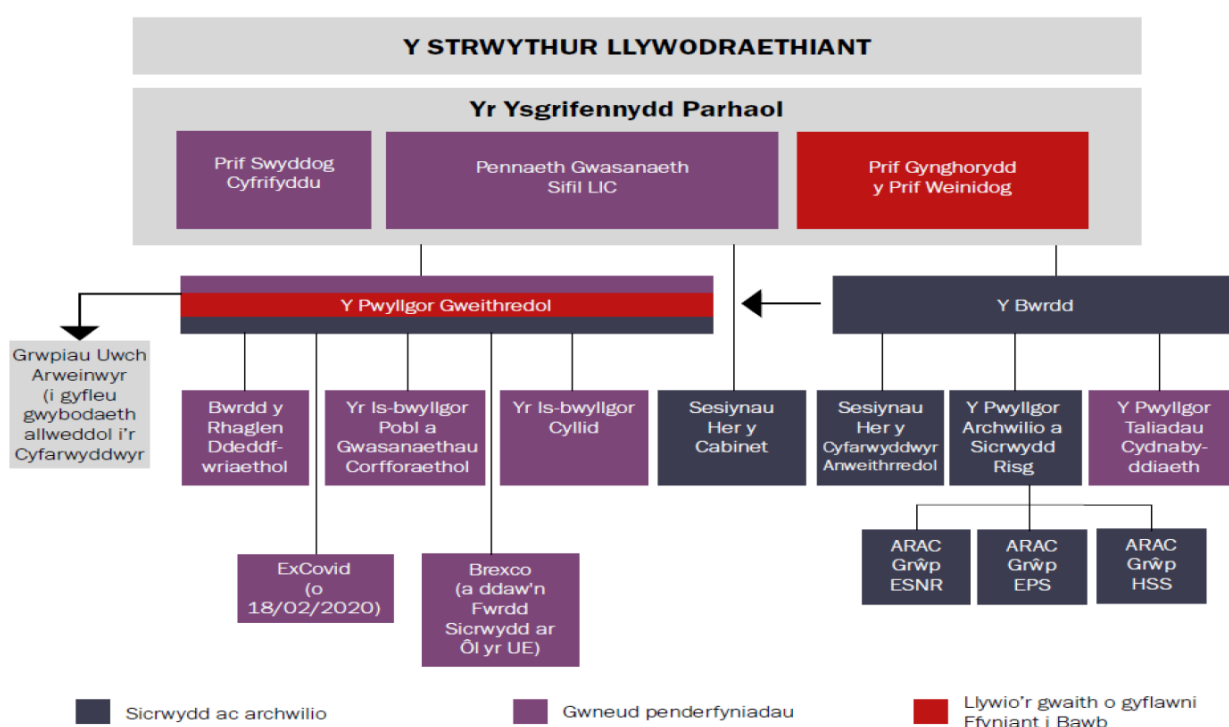 Y STRWYTHUR LLYWODRAETHIANT
Yr Ysgrifennydd Parhaol
Prif Swyddog
Cyfrifyddu
Pennaeth Gwasanaeth
Sifil LIC
Prif Gynghorydd
y Prif Weinidog
Y Pwyllgor Gweithredol
Y Bwrdd
Grwpiau Uwch
Arweinwyr
(i gyfleu
gwybodaeth
allweddol i'r
Cyfarwyddwyr
Bwrdd y
Rhaglen
Ddeddf-
wriaethol
Yr Is-bwyllgor
Pobl a
Gwasanaethau
Corfforaethol
Yr Is-bwyllgor
Cyllid
Sesiynau
Her y
Cabinet
Sesiynau
Her y
Cyfarwyddwyr
Anweithrredol
Y Pwyllgor
Archwilio a
Sicrwydd
Risg
Y Pwyllgor
Taliadau
Cydnaby-
ddiaeth
ExCovid
(o
18/02/2020)
Brexco
(a ddaw'n
Fwrdd
Sicrwydd ar
Ôl yr UE)
ARAC
Grŵp
ESNR
ARAC
Grŵp
EPS
ARAC
Grŵp
HSS
Sicrwydd ac archwilio
Gwneud penderfyniadau
Llywio'r gwaith o gyflawni
Ffyniant i Bawb